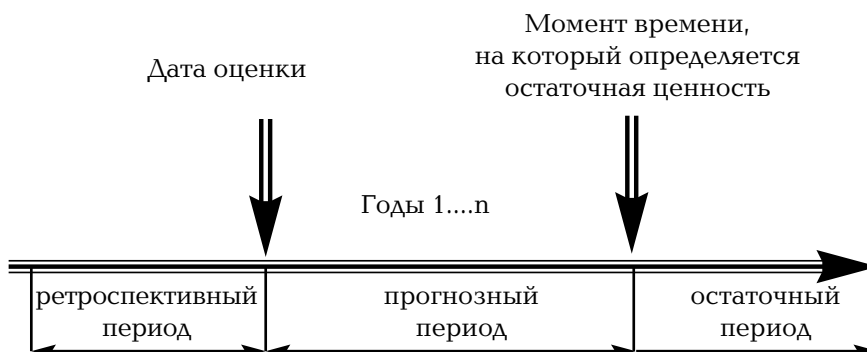 Момент времени,
на который определяется
остаточная ценность
Дата оценки
Годы 1....n
ретроспективный
период
прогнозный
период
остаточный
период